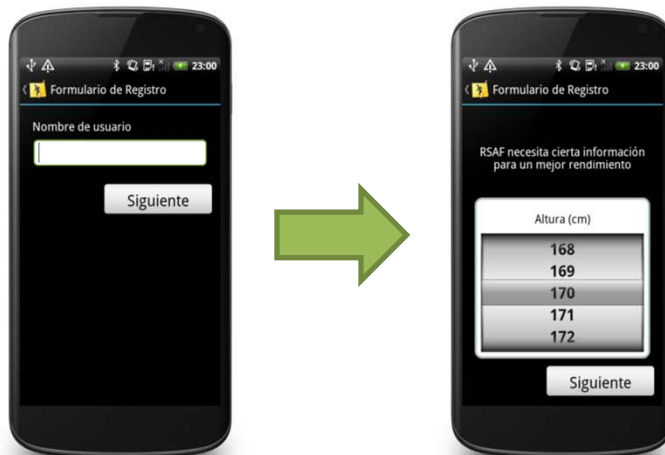 23:00
Formulario de Registro
Nombre de usuario
Siguiente
23:00
Formulario de Registro
RSAF necesita cierta información
para un mejor rendimiento
Altura (cm)
168
169
170
171
172
Siguiente